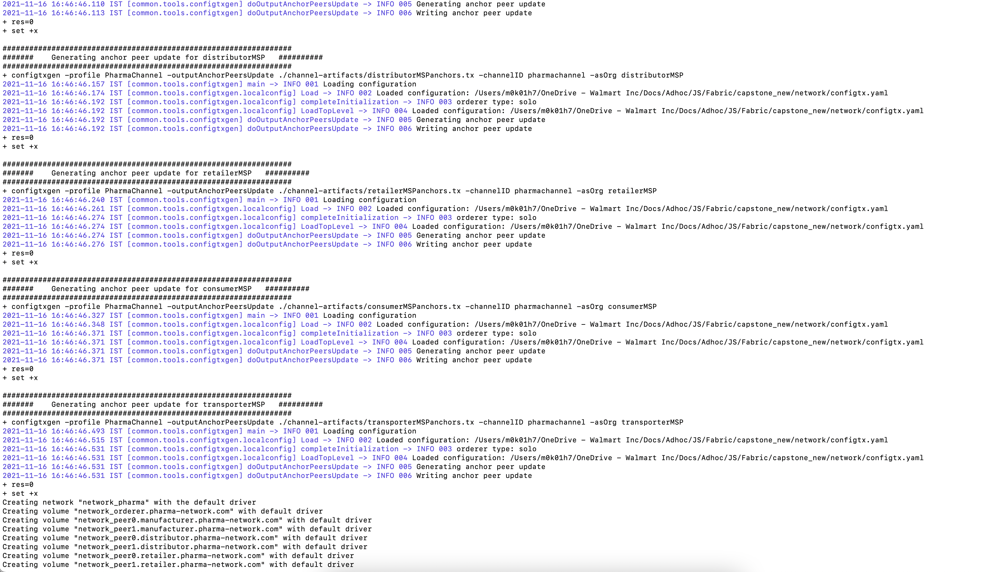 2021-11-16 16:46:46.110 IST [common.tools.configtxgen] doOutputAnchorPeersUpdate -> INFO 005 Generating anchor peer update
2021-11-16 16:46:46.113 IST [common.tools.configtxgen] doOutputAnchorPeersUpdate -> INFO 006 Writing anchor peer update
+ res=0
+ set +x
#################################################################
#######    Generating anchor peer update for distributorMSP   ##########
#################################################################
+ configtxgen -profile PharmaChannel -outputAnchorPeersUpdate ./channel-artifacts/distributorMSPanchors.tx -channelID pharmachannel -asOrg distributorMSP
2021-11-16 16:46:46.157 IST [common.tools.configtxgen] main -> INFO 001 Loading configuration
2021-11-16 16:46:46.174 IST [common.tools.configtxgen.localconfig] Load -> INFO 002 Loaded configuration: /Users/m0k01h7/OneDrive - Walmart Inc/Docs/Adhoc/JS/Fabric/capstone_new/network/configtx.yaml
2021-11-16 16:46:46.192 IST [common.tools.configtxgen.localconfig] completeInitialization -> INFO 003 orderer type: solo
2021-11-16 16:46:46.192 IST [common.tools.configtxgen.localconfig] LoadTopLevel -> INFO 004 Loaded configuration: /Users/m0k01h7/OneDrive - Walmart Inc/Docs/Adhoc/JS/Fabric/capstone_new/network/configtx.yaml
2021-11-16 16:46:46.192 IST [common.tools.configtxgen] doOutputAnchorPeersUpdate -> INFO 005 Generating anchor peer update
2021-11-16 16:46:46.192 IST [common.tools.configtxgen] doOutputAnchorPeersUpdate -> INFO 006 Writing anchor peer update
+ res=0
+ set +x
#################################################################
#######    Generating anchor peer update for retailerMSP   ##########
#################################################################
+ configtxgen -profile PharmaChannel -outputAnchorPeersUpdate ./channel-artifacts/retailerMSPanchors.tx -channelID pharmachannel -asOrg retailerMSP
2021-11-16 16:46:46.240 IST [common.tools.configtxgen] main -> INFO 001 Loading configuration
2021-11-16 16:46:46.261 IST [common.tools.configtxgen.localconfig] Load -> INFO 002 Loaded configuration: /Users/m0k01h7/OneDrive - Walmart Inc/Docs/Adhoc/JS/Fabric/capstone_new/network/configtx.yaml
2021-11-16 16:46:46.274 IST [common.tools.configtxgen.localconfig] completeInitialization -> INFO 003 orderer type: solo
2021-11-16 16:46:46.274 IST [common.tools.configtxgen.localconfig] LoadTopLevel -> INFO 004 Loaded configuration: /Users/m0k01h7/OneDrive - Walmart Inc/Docs/Adhoc/JS/Fabric/capstone_new/network/configtx.yaml
2021-11-16 16:46:46.274 IST [common.tools.configtxgen] doOutputAnchorPeersUpdate -> INFO 005 Generating anchor peer update
2021-11-16 16:46:46.276 IST [common.tools.configtxgen] doOutputAnchorPeersUpdate -> INFO 006 Writing anchor peer update
+ res=0
+ set +x
#################################################################
#######    Generating anchor peer update for consumerMSP   ##########
#################################################################
+ configtxgen -profile PharmaChannel -outputAnchorPeersUpdate ./channel-artifacts/consumerMSPanchors.tx -channelID pharmachannel -asOrg consumerMSP
2021-11-16 16:46:46.327 IST [common.tools.configtxgen] main -> INFO 001 Loading configuration
2021-11-16 16:46:46.348 IST [common.tools.configtxgen.localconfig] Load -> INFO 002 Loaded configuration: /Users/m0k01h7/OneDrive - Walmart Inc/Docs/Adhoc/JS/Fabric/capstone_new/network/configtx.yaml
2021-11-16 16:46:46.371 IST [common.tools.configtxgen.localconfig] completeInitialization -> INFO 003 orderer type: solo
2021-11-16 16:46:46.371 IST [common.tools.configtxgen.localconfig] LoadTopLevel -> INFO 004 Loaded configuration: /Users/m0k01h7/OneDrive - Walmart Inc/Docs/Adhoc/JS/Fabric/capstone_new/network/configtx.yaml
2021-11-16 16:46:46.371 IST [common.tools.configtxgen] doOutputAnchorPeersUpdate -> INFO 005 Generating anchor peer update
2021-11-16 16:46:46.371 IST [common.tools.configtxgen] doOutputAnchorPeersUpdate -> INFO 006 Writing anchor peer update
+ res=0
+ set +x
#################################################################
#######    Generating anchor peer update for transporterMSP   ##########
#################################################################
+ configtxgen -profile PharmaChannel -outputAnchorPeersUpdate ./channel-artifacts/transporterMSPanchors.tx -channelID pharmachannel -asOrg transporterMSP
2021-11-16 16:46:46.493 IST [common.tools.configtxgen] main -> INFO 001 Loading configuration
2021-11-16 16:46:46.515 IST [common.tools.configtxgen.localconfig] Load -> INFO 002 Loaded configuration: /Users/m0k01h7/OneDrive - Walmart Inc/Docs/Adhoc/JS/Fabric/capstone_new/network/configtx.yaml
2021-11-16 16:46:46.531 IST [common.tools.configtxgen.localconfig] completeInitialization -> INFO 003 orderer type: solo
2021-11-16 16:46:46.531 IST [common.tools.configtxgen.localconfig] LoadTopLevel -> INFO 004 Loaded configuration: /Users/m0k01h7/OneDrive - Walmart Inc/Docs/Adhoc/JS/Fabric/capstone_new/network/configtx.yaml
2021-11-16 16:46:46.531 IST [common.tools.configtxgen] doOutputAnchorPeersUpdate -> INFO 005 Generating anchor peer update
2021-11-16 16:46:46.531 IST [common.tools.configtxgen] doOutputAnchorPeersUpdate -> INFO 006 Writing anchor peer update
+ res=0
+ set +x
Creating network "network_pharma" with the default driver
Creating volume "network_orderer.pharma-network.com" with default driver
Creating volume "network_peer0.manufacturer.pharma-network.com" with default driver
Creating volume "network_peer1.manufacturer.pharma-network.com" with default driver
Creating volume "network_peer0.distributor.pharma-network.com" with default driver
Creating volume "network_peer1.distributor.pharma-network.com" with default driver
Creating volume "network_peer0.retailer.pharma-network.com" with default driver
Creating volume "network_peer1.retailer.pharma-network.com" with default driver